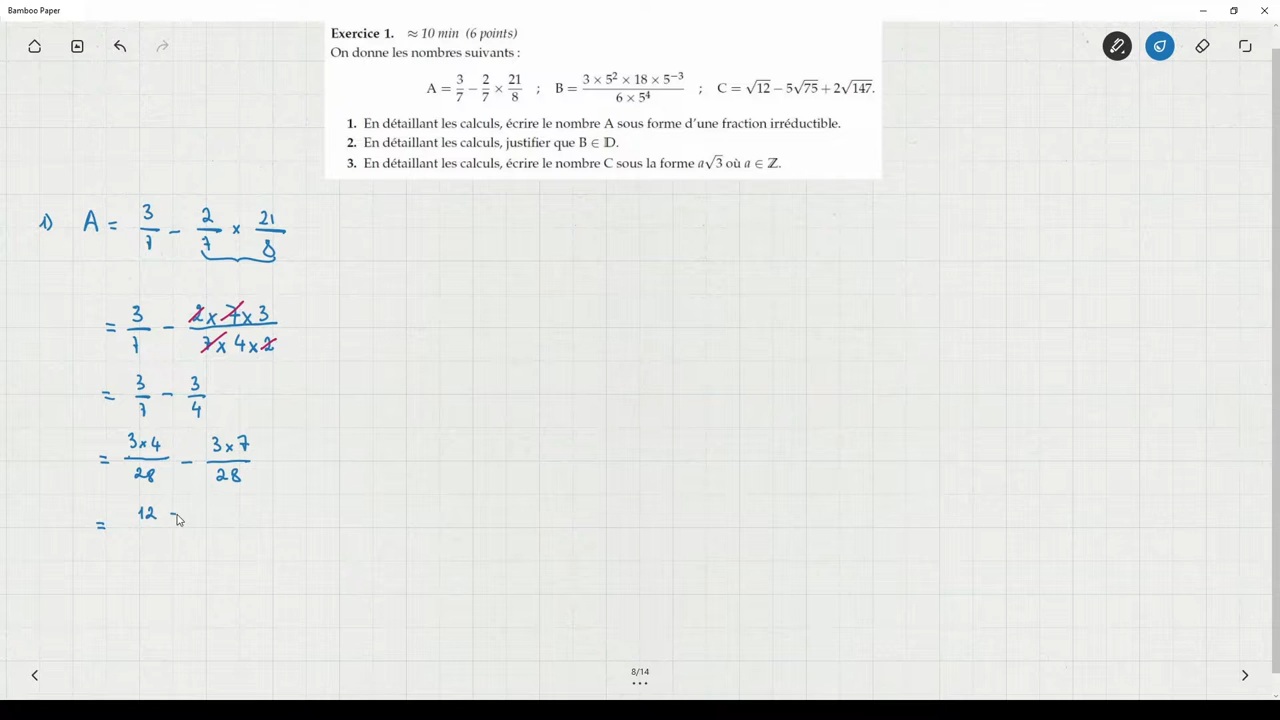 Bamboo Paper
Exercice 1. ≈ 10 min (6 points)
On donne les nombres suivants :
A = 3/7 − 2/7 × 21/8 ; B = (3 × 5² × 18 × 5⁻³)/(6 × 5⁴) ; C = √12 − 5√75 + 2√147.
1. En détaillant les calculs, écrire le nombre A sous forme d'une fraction irréductible.
2. En détaillant les calculs, justifier que B ∈ 𝔻.
3. En détaillant les calculs, écrire le nombre C sous la forme a√3 où a ∈ ℤ.
1) A = 3/7 − 2/7 × 21/8
= 3/7 − (2 × 7 × 3)/(7 × 4 × 2)
= 3/7 − 3/4
= (3 × 4)/28 − (3 × 7)/28
= 12 −
8/14